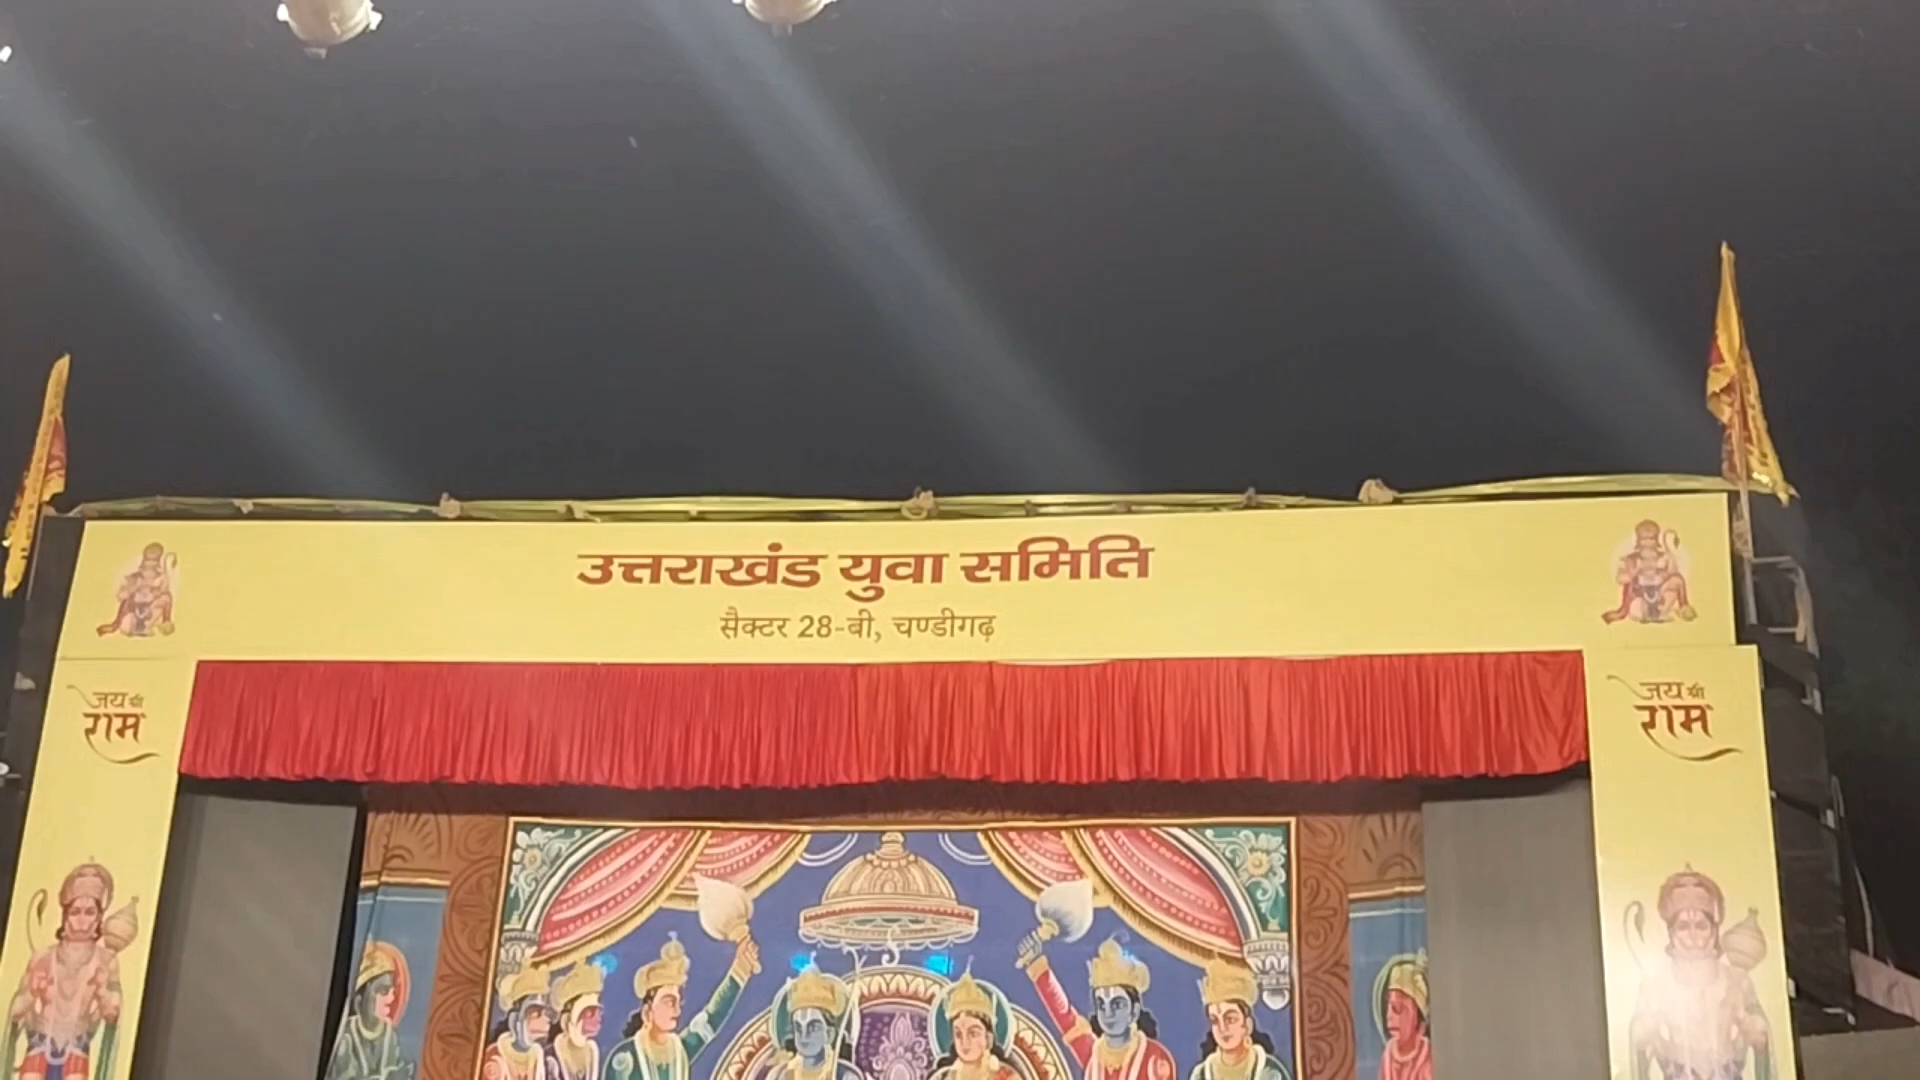 उत्तराखंड युवा समिति
सैक्टर 28-बी, चण्डीगढ़
जय श्री
राम
जय श्री
राम